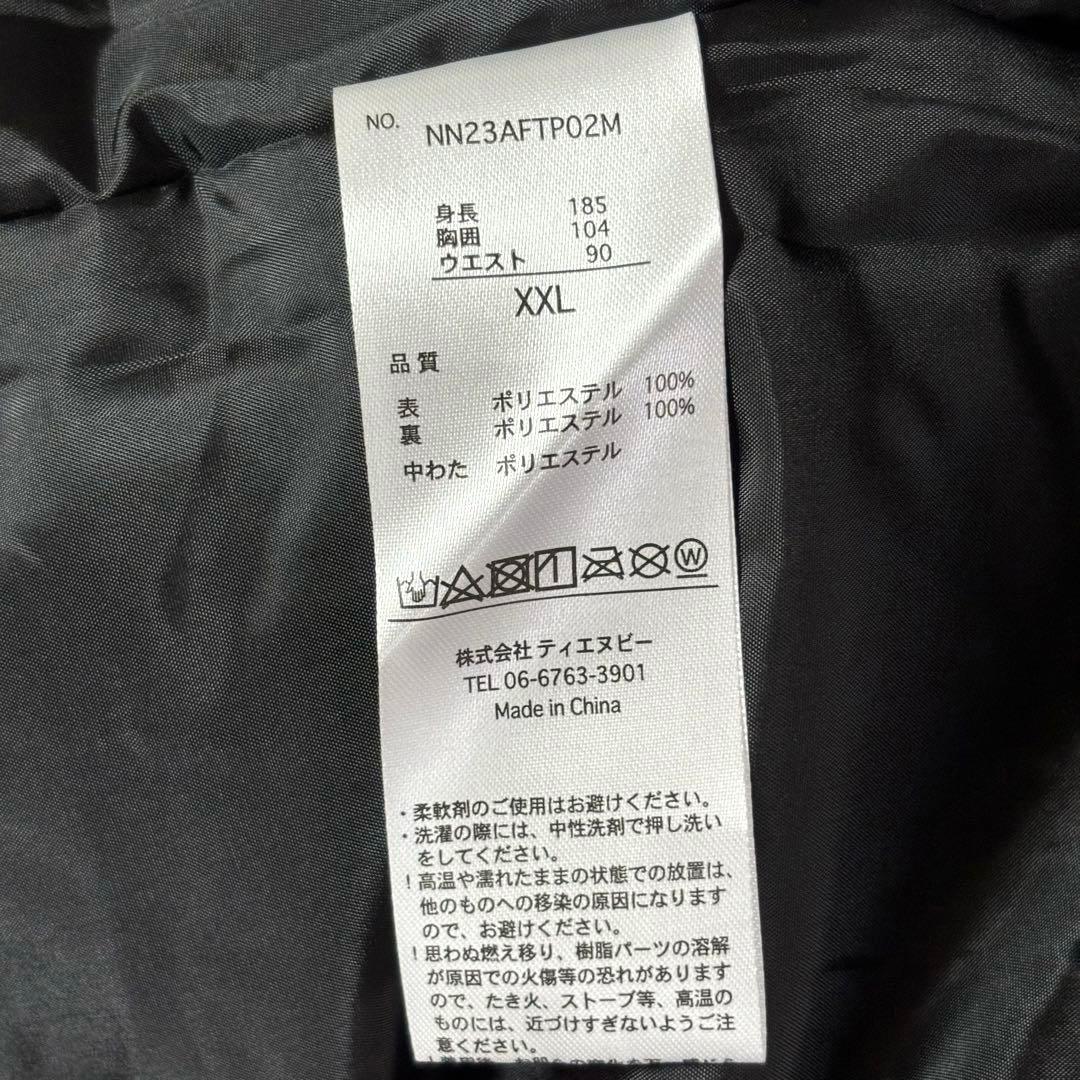 NO. NN23AFTP02M
身長 185
胸囲 104
ウエスト 90
XXL
品質
表 ポリエステル 100%
裏 ポリエステル 100%
中わた ポリエステル
W
株式会社 ティエヌビー
TEL 06-6763-3901
Made in China
・柔軟剤のご使用はお避けください。
・洗濯の際には、中性洗剤で押し洗い
をしてください。
！高温や濡れたままの状態での放置は、
他のものへの移染の原因になります
ので、お避けください。
！思わぬ燃え移り、樹脂パーツの溶解
が原因での火傷等の恐れがあります
ので、たき火、ストーブ等、高温の
ものには、近づけすぎないようご注
意ください。